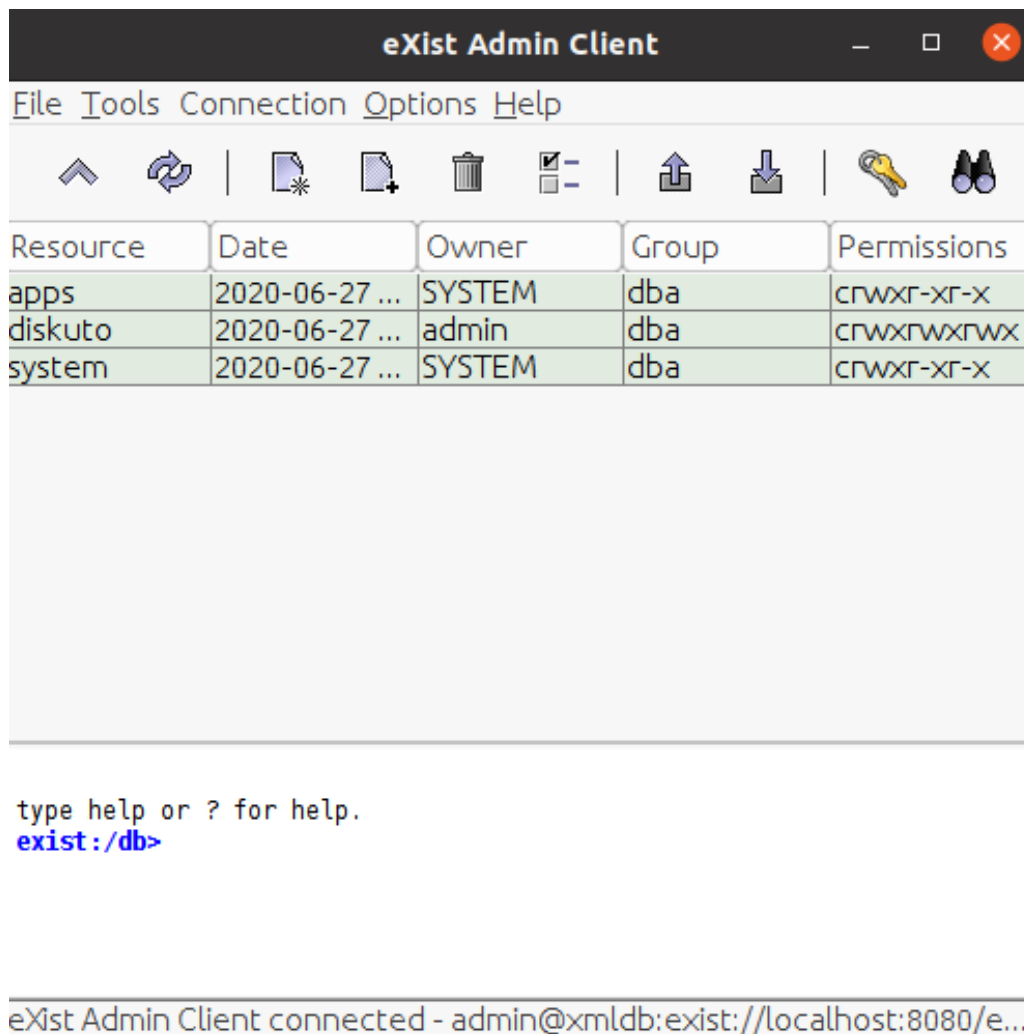 eXist Admin Client
File Tools Connection Options Help
Resource Date Owner Group Permissions
apps 2020-06-27 ... SYSTEM dba crwxr-xr-x
diskuto 2020-06-27 ... admin dba crwxrwxrwx
system 2020-06-27 ... SYSTEM dba crwxr-xr-x
type help or ? for help.
exist:/db>
eXist Admin Client connected - admin@xmldb:exist://localhost:8080/e...